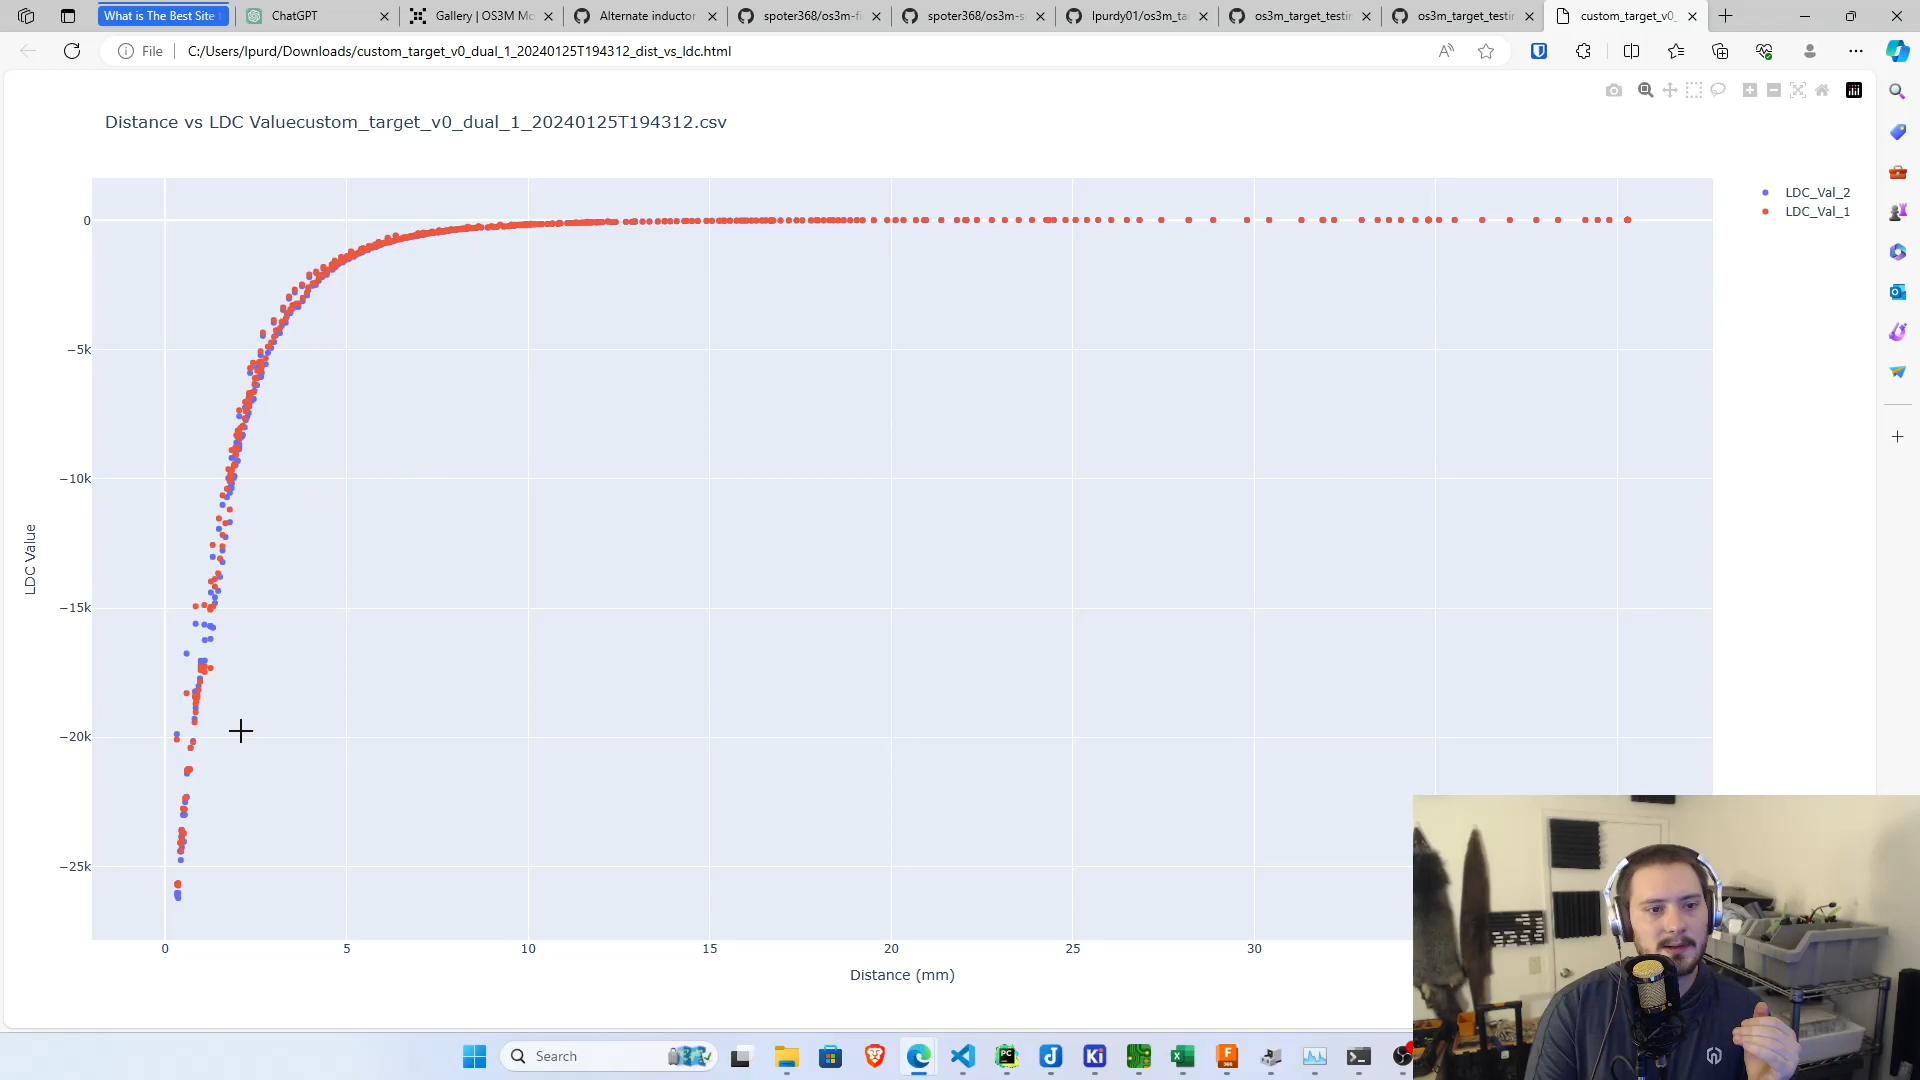 What is The Best Site
ChatGPT
Gallery | OS3M Mo
Alternate inductor
spoter368/os3m-fi
spoter368/os3m-s
lpurdy01/os3m_ta
os3m_target_testin
os3m_target_testin
custom_target_v0_
File
C:/Users/lpurd/Downloads/custom_target_v0_dual_1_20240125T194312_dist_vs_ldc.html
Distance vs LDC Valuecustom_target_v0_dual_1_20240125T194312.csv
LDC_Val_2
LDC_Val_1
0
−5k
−10k
−15k
−20k
−25k
LDC Value
0
5
10
15
20
25
30
Distance (mm)
Search